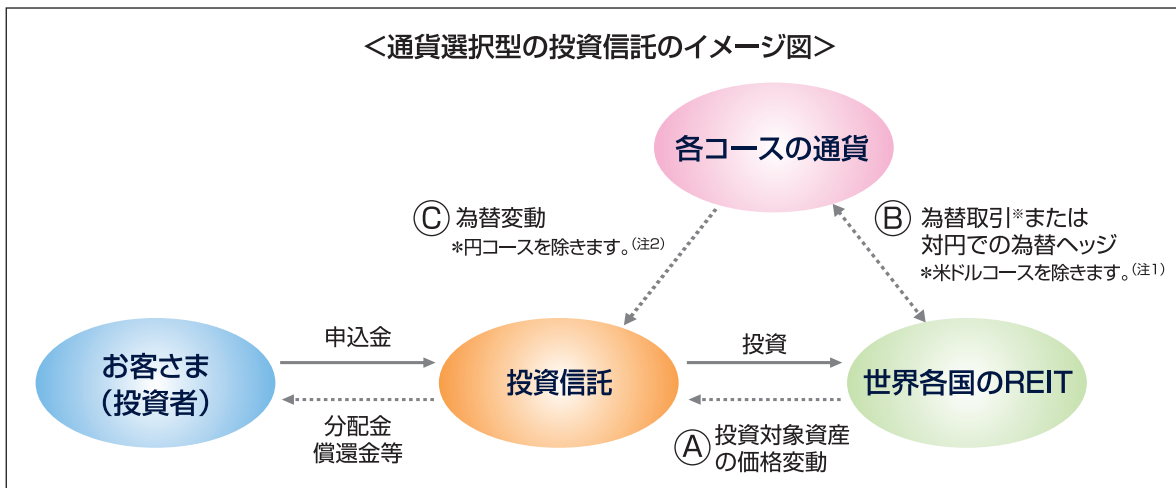 ＜通貨選択型の投資信託のイメージ図＞
各コースの通貨
Ⓒ 為替変動
＊円コースを除きます。(注2)
Ⓑ 為替取引※または
対円での為替ヘッジ
＊米ドルコースを除きます。(注1)
お客さま
（投資者）
申込金
分配金
償還金等
投資信託
投資
Ⓐ 投資対象資産
の価格変動
世界各国のREIT